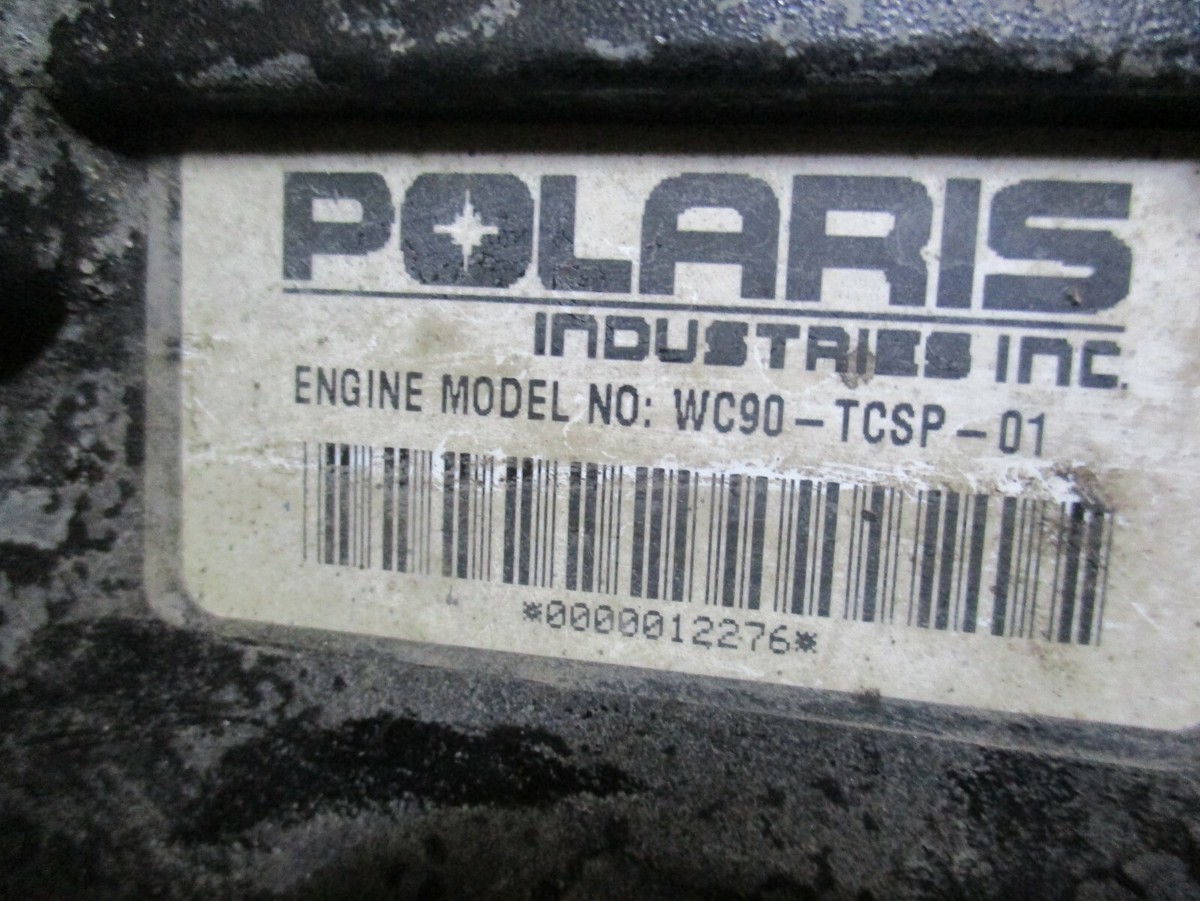 POLARIS
INDUSTRIES INC.
ENGINE MODEL NO: WC90-TCSP-01
*0000012276*